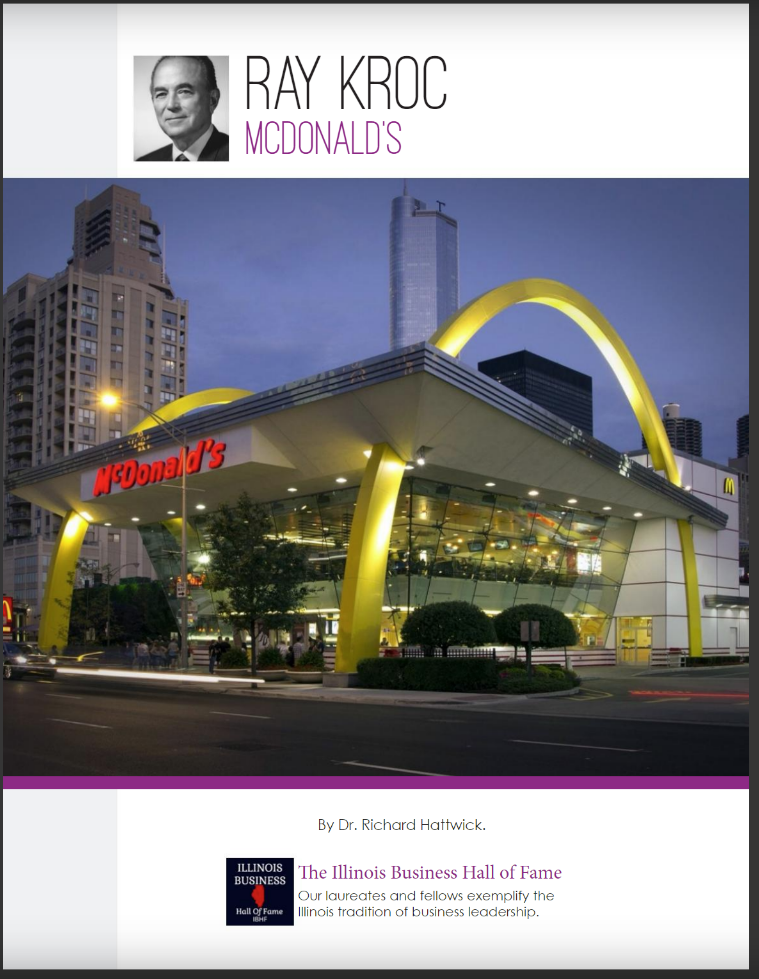 RAY KROC
MCDONALD'S
McDonald's
By Dr. Richard Hattwick.
ILLINOIS
BUSINESS
Hall Of Fame
IBHF
The Illinois Business Hall of Fame
Our laureates and fellows exemplify the
Illinois tradition of business leadership.